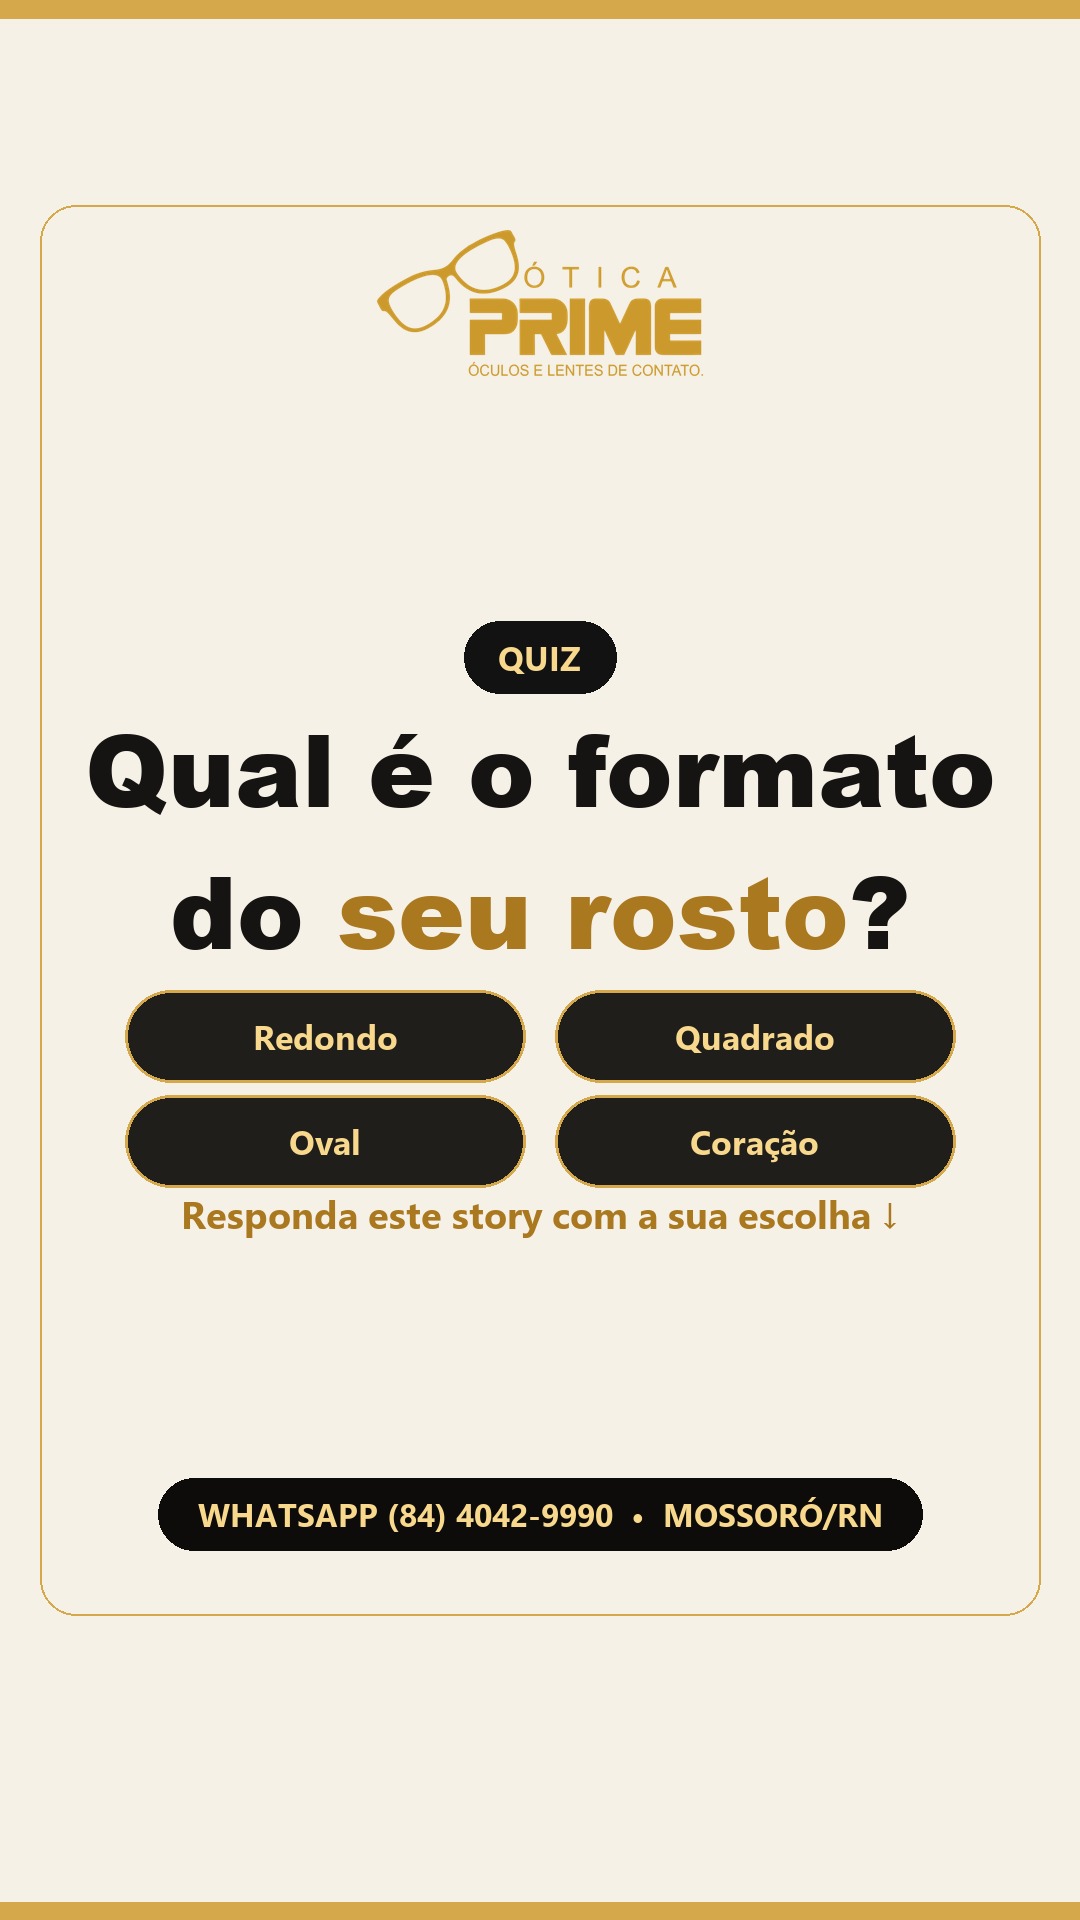 ÓTICA
PRIME
ÓCULOS E LENTES DE CONTATO.
QUIZ
Qual é o formato
do seu rosto?
Redondo
Quadrado
Oval
Coração
Responda este story com a sua escolha ↓
WHATSAPP (84) 4042-9990 • MOSSORÓ/RN